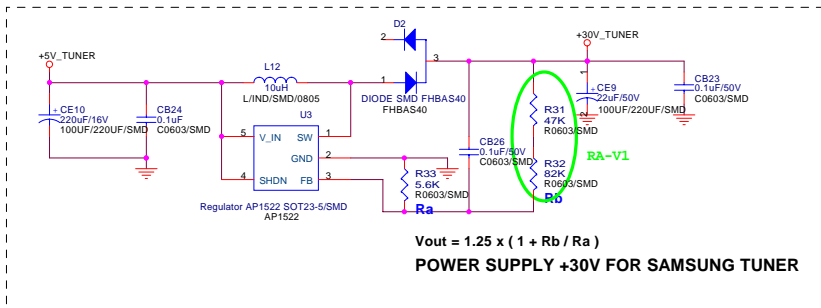 D2
2
+5V_TUNER
+30V_TUNER
3
L12
10uH
L/IND/SMD/0805
1
DIODE SMD FHBAS40
FHBAS40
CE10
220uF/16V
100UF/220UF/SMD
+
CB24
0.1uF
C0603/SMD
U3
5
V_IN
SW
1
GND
2
4
SHDN
FB
3
Regulator AP1522 SOT23-5/SMD
AP1522
R33
5.6K
R0603/SMD
Ra
CB26
0.1uF/50V
C0603/SMD
R31
47K
R0603/SMD
R32
82K
R0603/SMD
Rb
RA-V1
1
+
CE9
22uF/50V
100UF/220UF/SMD
2
CB23
0.1uF/50V
C0603/SMD
Vout = 1.25 x ( 1 + Rb / Ra )
POWER SUPPLY +30V FOR SAMSUNG TUNER